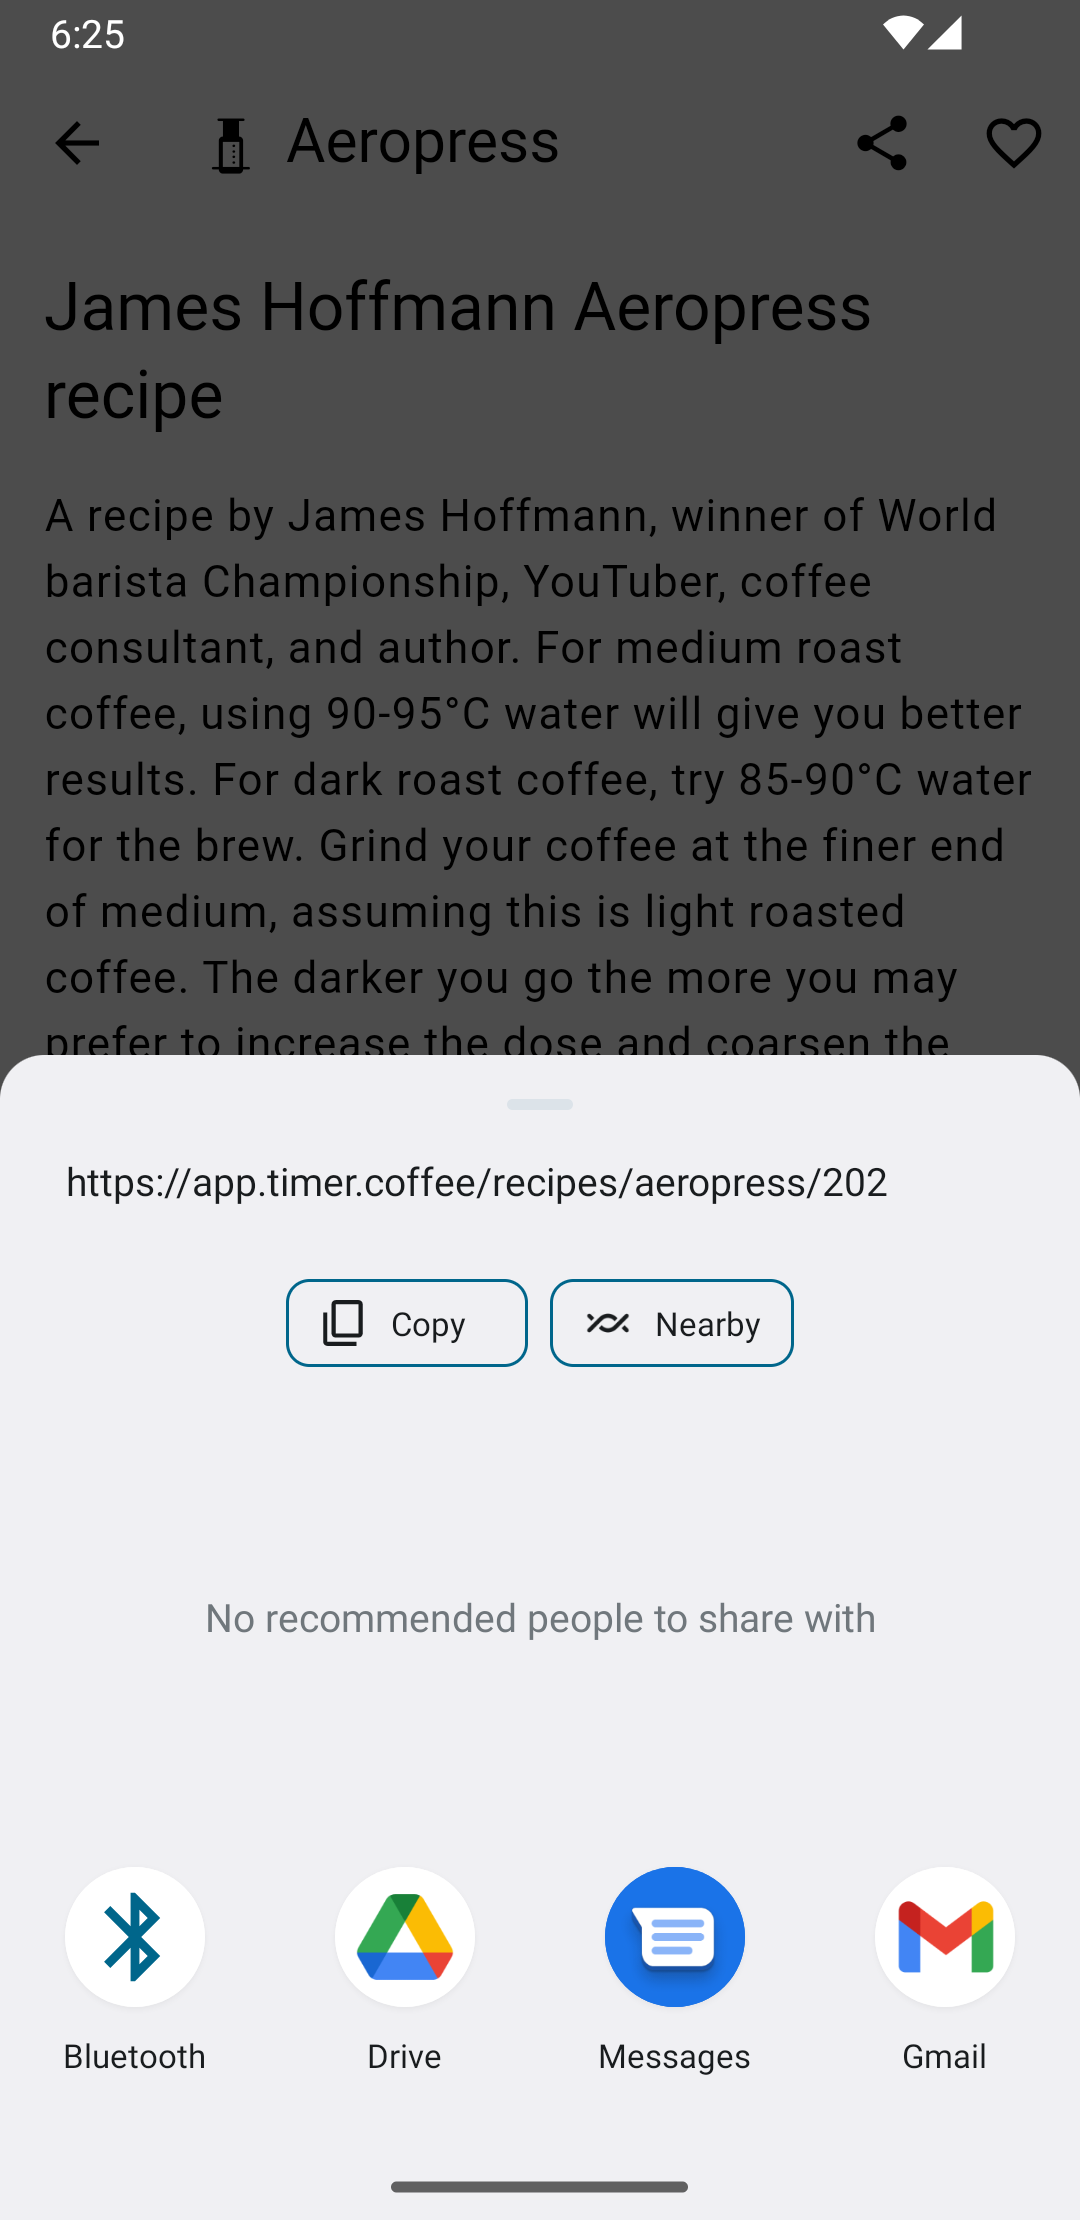 6:25
Aeropress
James Hoffmann Aeropress
recipe
A recipe by James Hoffmann, winner of World
barista Championship, YouTuber, coffee
consultant, and author. For medium roast
coffee, using 90-95°C water will give you better
results. For dark roast coffee, try 85-90°C water
for the brew. Grind your coffee at the finer end
of medium, assuming this is light roasted
coffee. The darker you go the more you may
prefer to increase the dose and coarsen the
https://app.timer.coffee/recipes/aeropress/202
Copy
Nearby
No recommended people to share with
Bluetooth
Drive
Messages
Gmail